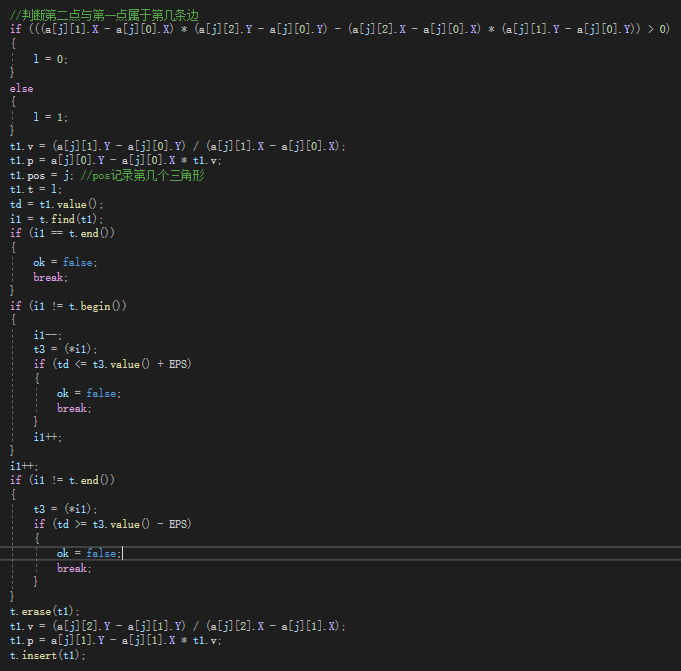 //判断第二点与第一点属于第几条边
if (((a[j][1].X - a[j][0].X) * (a[j][2].Y - a[j][0].Y) - (a[j][2].X - a[j][0].X) * (a[j][1].Y - a[j][0].Y)) > 0)
{
l = 0;
}
else
{
l = 1;
}
t1.v = (a[j][1].Y - a[j][0].Y) / (a[j][1].X - a[j][0].X);
t1.p = a[j][0].Y - a[j][0].X * t1.v;
t1.pos = j; //pos记录第几个三角形
t1.t = l;
td = t1.value();
i1 = t.find(t1);
if (i1 == t.end())
{
ok = false;
break;
}
if (i1 != t.begin())
{
i1--;
t3 = (*i1);
if (td <= t3.value() + EPS)
{
ok = false;
break;
}
i1++;
}
i1++;
if (i1 != t.end())
{
t3 = (*i1);
if (td >= t3.value() - EPS)
{
ok = false;
break;
}
}
t.erase(t1);
t1.v = (a[j][2].Y - a[j][1].Y) / (a[j][2].X - a[j][1].X);
t1.p = a[j][1].Y - a[j][1].X * t1.v;
t.insert(t1);